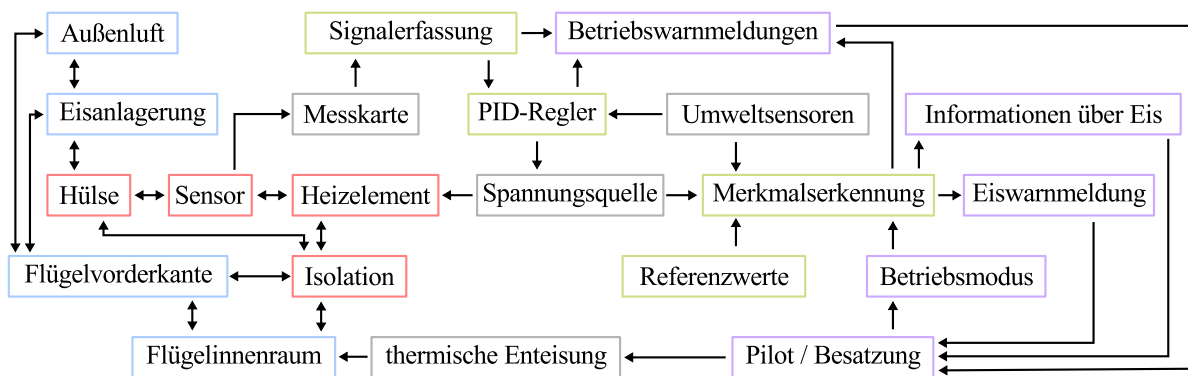 Außenluft
Signalerfassung
Betriebswarnmeldungen
Eisanlagerung
Messkarte
PID-Regler
Umweltsensoren
Informationen über Eis
Hülse
Sensor
Heizelement
Spannungsquelle
Merkmalserkennung
Eiswarnmeldung
Flügelvorderkante
Isolation
Referenzwerte
Betriebsmodus
Flügelinnenraum
thermische Enteisung
Pilot / Besatzung